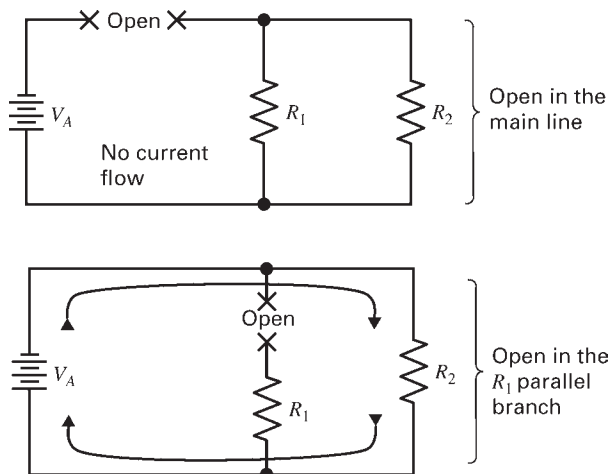 Open
V_A
R_1
R_2
Open in the
main line
No current
flow
Open
V_A
R_1
R_2
Open in the
R_1 parallel
branch